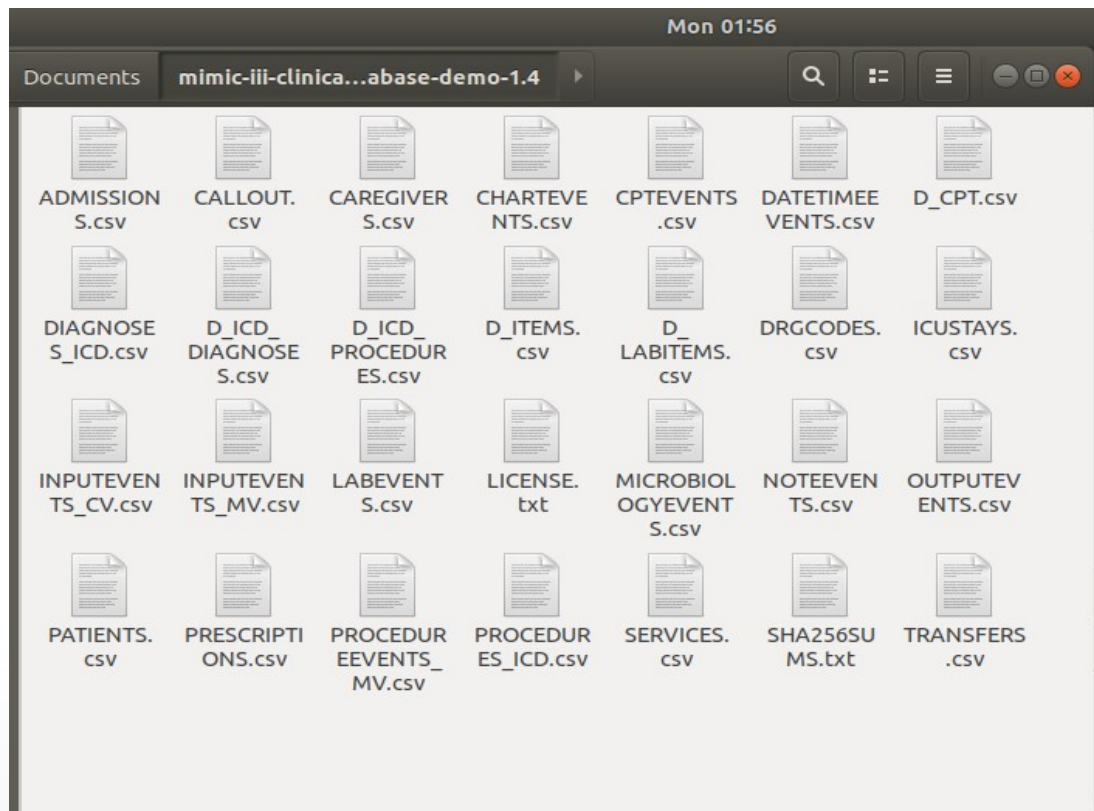 Mon 01:56
Documents mimic-iii-clinica...abase-demo-1.4
ADMISSION CALLOUT. CAREGIVER CHARTEVE CPTEVENTS DATETIMEE D_CPT.csv
S.csv csv S.csv NTS.csv .csv VENTS.csv
DIAGNOSE D_ICD_ D_ICD_ D_ITEMS. D_ DRGCODES. ICUSTAYS.
S_ICD.csv DIAGNOSE PROCEDUR csv LABITEMS. csv csv
S.csv ES.csv csv
INPUTEVEN INPUTEVEN LABEVENT LICENSE. MICROBIOL NOTEEVEN OUTPUTEV
TS_CV.csv TS_MV.csv S.csv txt OGYEVENT TS.csv ENTS.csv
S.csv
PATIENTS. PRESCRIPTI PROCEDUR PROCEDUR SERVICES. SHA256SU TRANSFERS
csv ONS.csv EEVENTS_ ES_ICD.csv csv MS.txt .csv
MV.csv